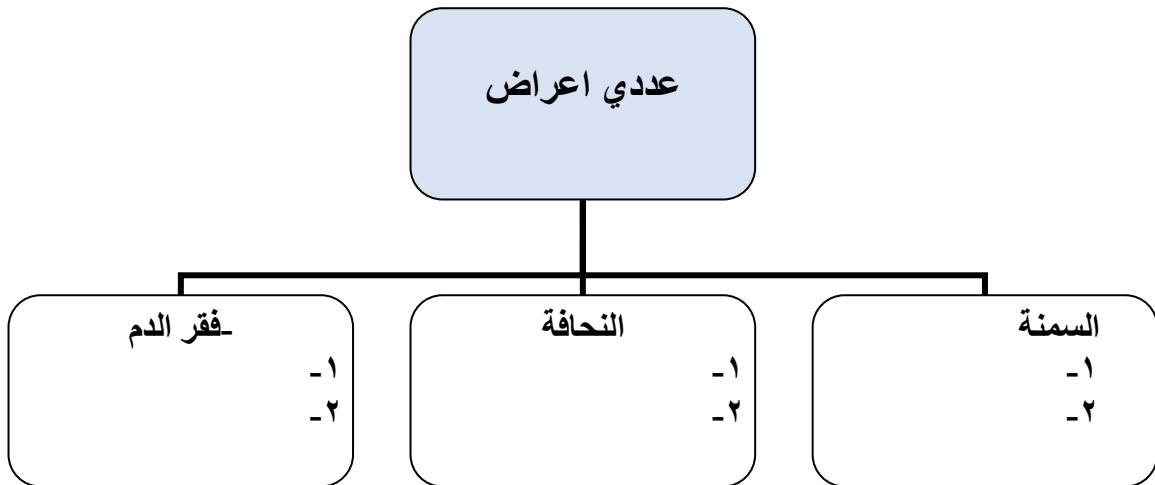 عددي اعراض
السمنة
١-
٢-
النحافة
١-
٢-
-فقر الدم
١-
٢-